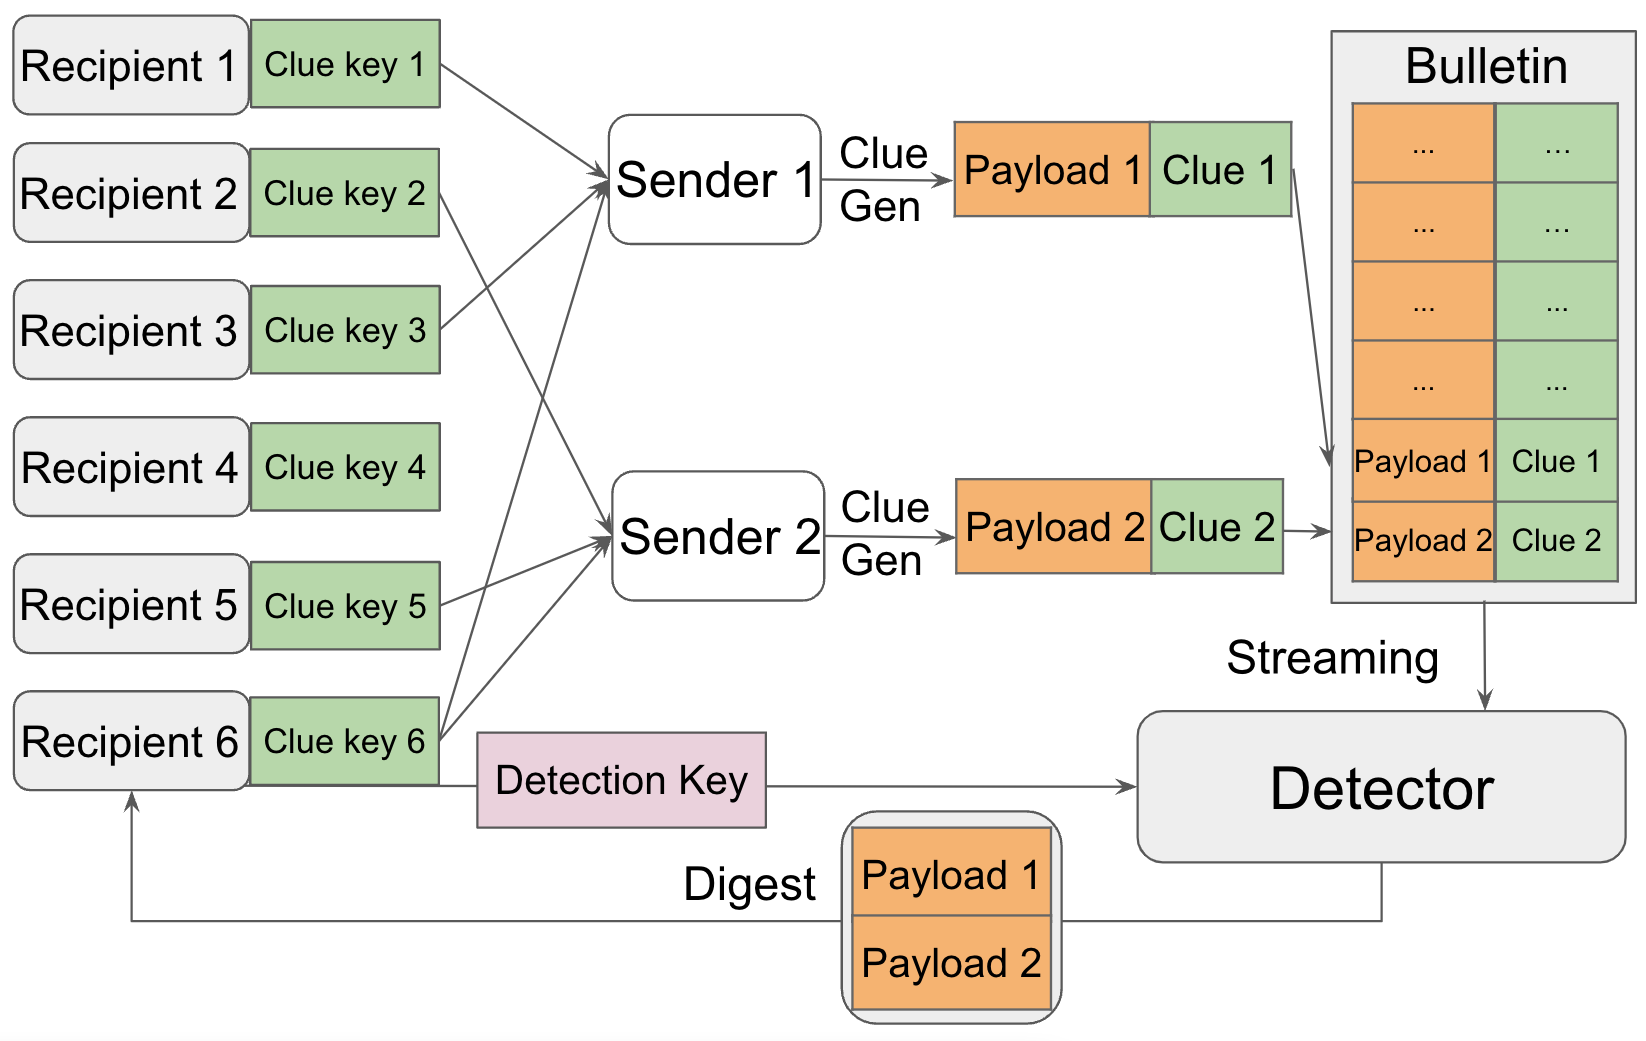 Recipient 1
Clue key 1
Recipient 2
Clue key 2
Recipient 3
Clue key 3
Recipient 4
Clue key 4
Recipient 5
Clue key 5
Recipient 6
Clue key 6
Sender 1
Clue
Gen
Payload 1
Clue 1
Sender 2
Clue
Gen
Payload 2
Clue 2
Bulletin
... ...
... ...
... ...
... ...
Payload 1 Clue 1
Payload 2 Clue 2
Streaming
Detection Key
Detector
Digest
Payload 1
Payload 2